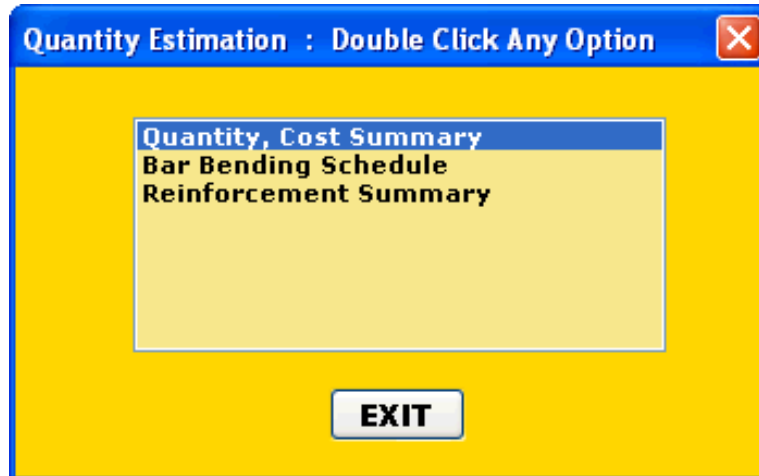 Quantity Estimation : Double Click Any Option
Quantity, Cost Summary
Bar Bending Schedule
Reinforcement Summary
EXIT